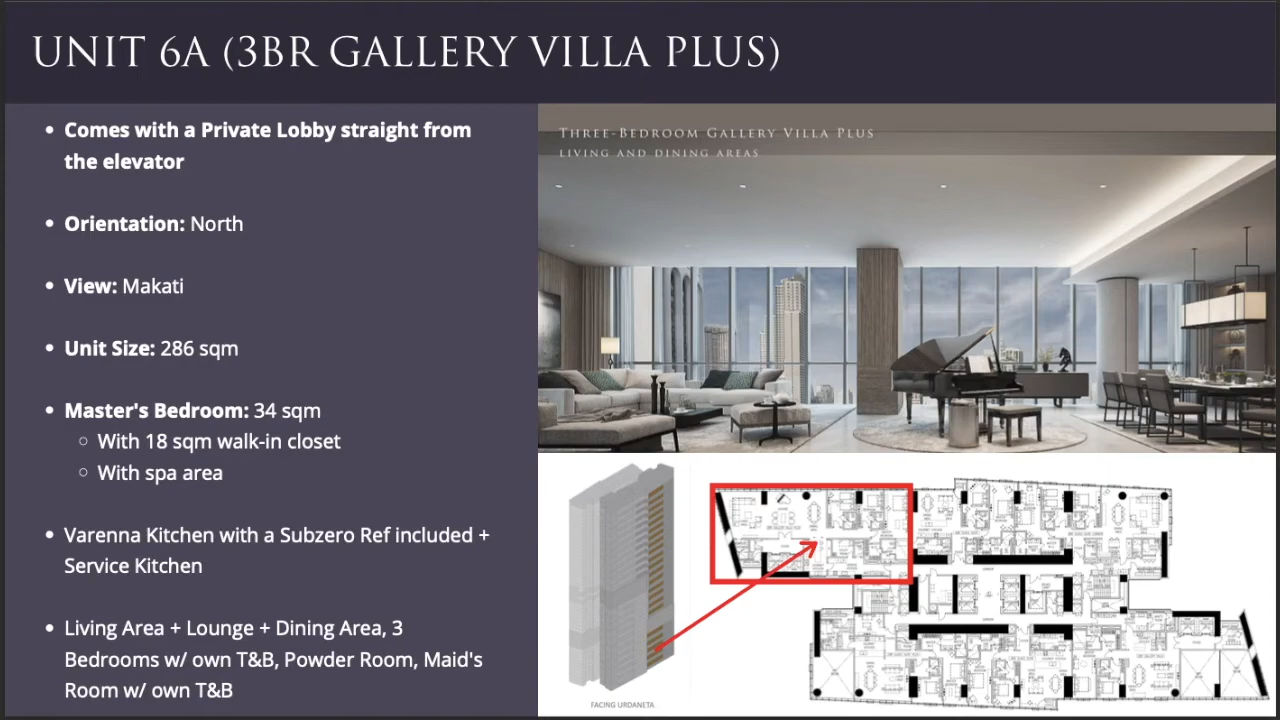 UNIT 6A (3BR GALLERY VILLA PLUS)
• Comes with a Private Lobby straight from
the elevator
• Orientation: North
• View: Makati
• Unit Size: 286 sqm
• Master's Bedroom: 34 sqm
○ With 18 sqm walk-in closet
○ With spa area
• Varenna Kitchen with a Subzero Ref included +
Service Kitchen
• Living Area + Lounge + Dining Area, 3
Bedrooms w/ own T&B, Powder Room, Maid's
Room w/ own T&B
THREE-BEDROOM GALLERY VILLA PLUS
LIVING AND DINING AREAS
FACING URDANETA